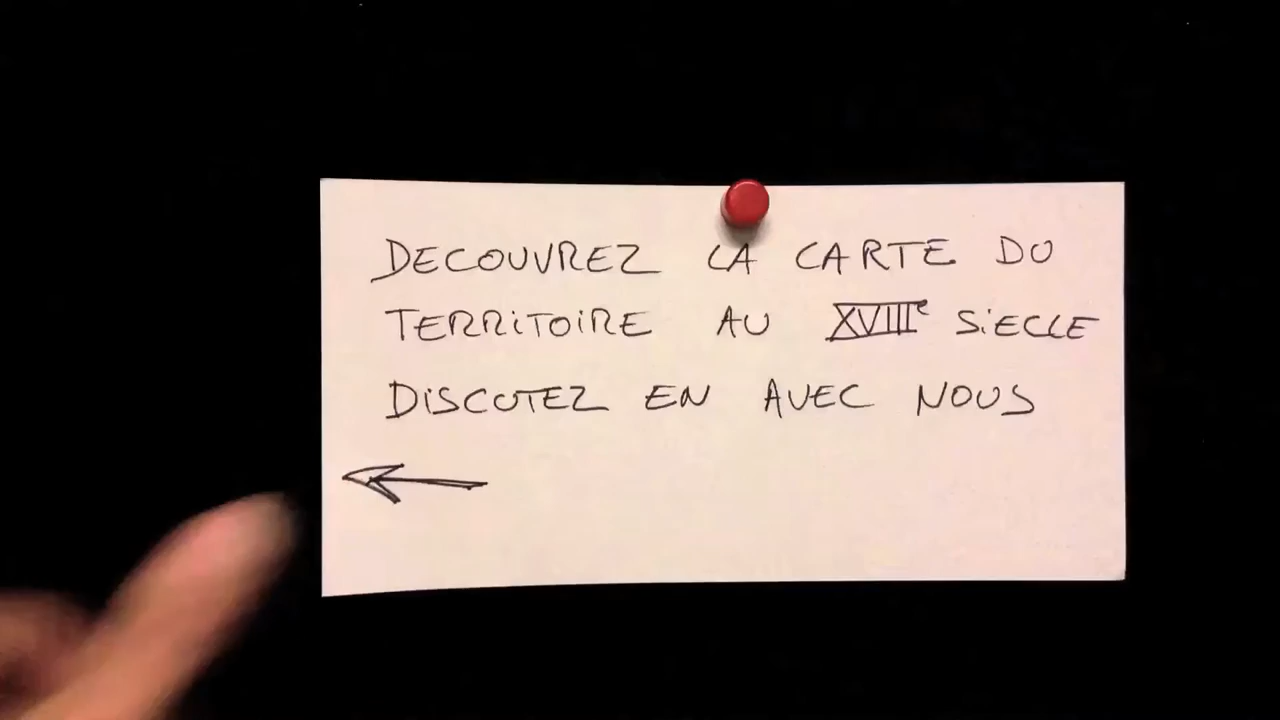 DECOUVREZ LA CARTE DU
TERRITOIRE AU XVIIIe SIECLE
DISCUTEZ EN AVEC NOUS